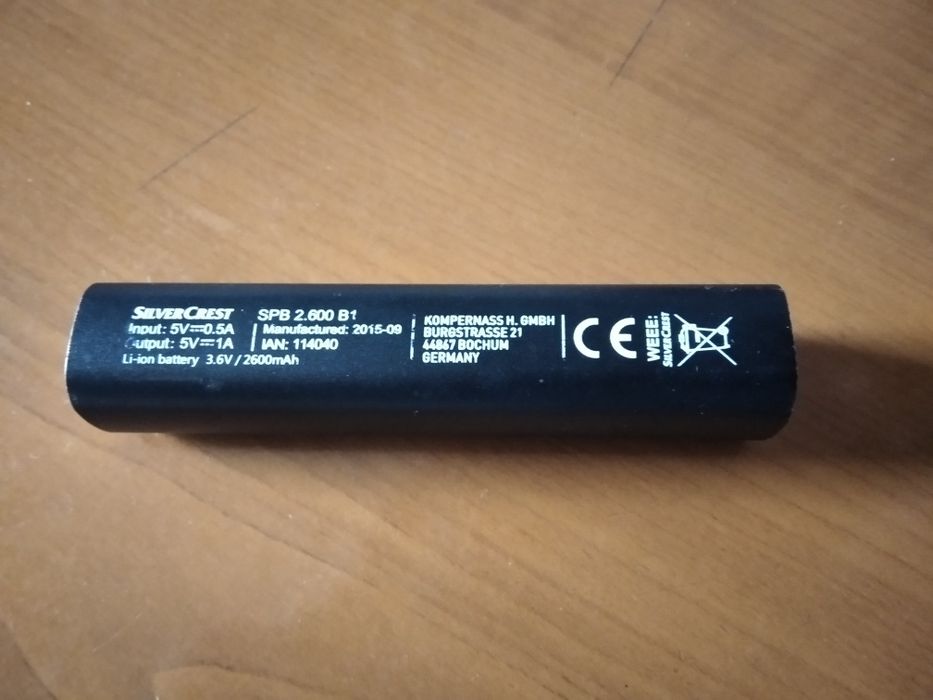 SILVERCREST SPB 2.600 B1
Input: 5V⎓0.5A
Output: 5V⎓1A
Manufactured: 2015-09
IAN: 114040
Li-ion battery 3.6V / 2600mAh
KOMPERNASS H. GMBH
BURGSTRASSE 21
44867 BOCHUM
GERMANY
CE
WEEE:
SILVERCREST